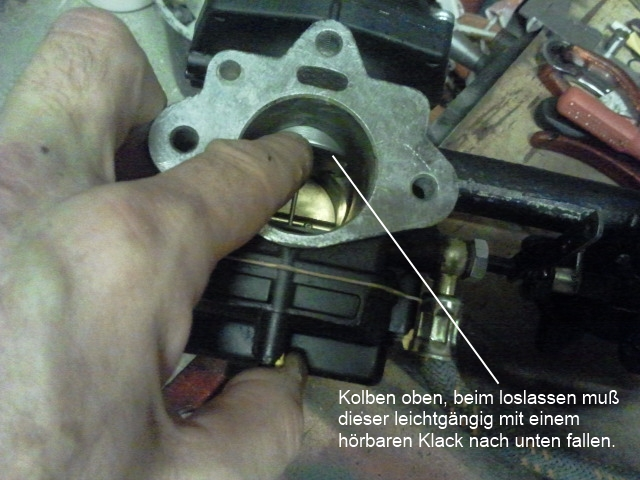 Kolben oben, beim loslassen muß
dieser leichtgängig mit einem
hörbaren Klack nach unten fallen.